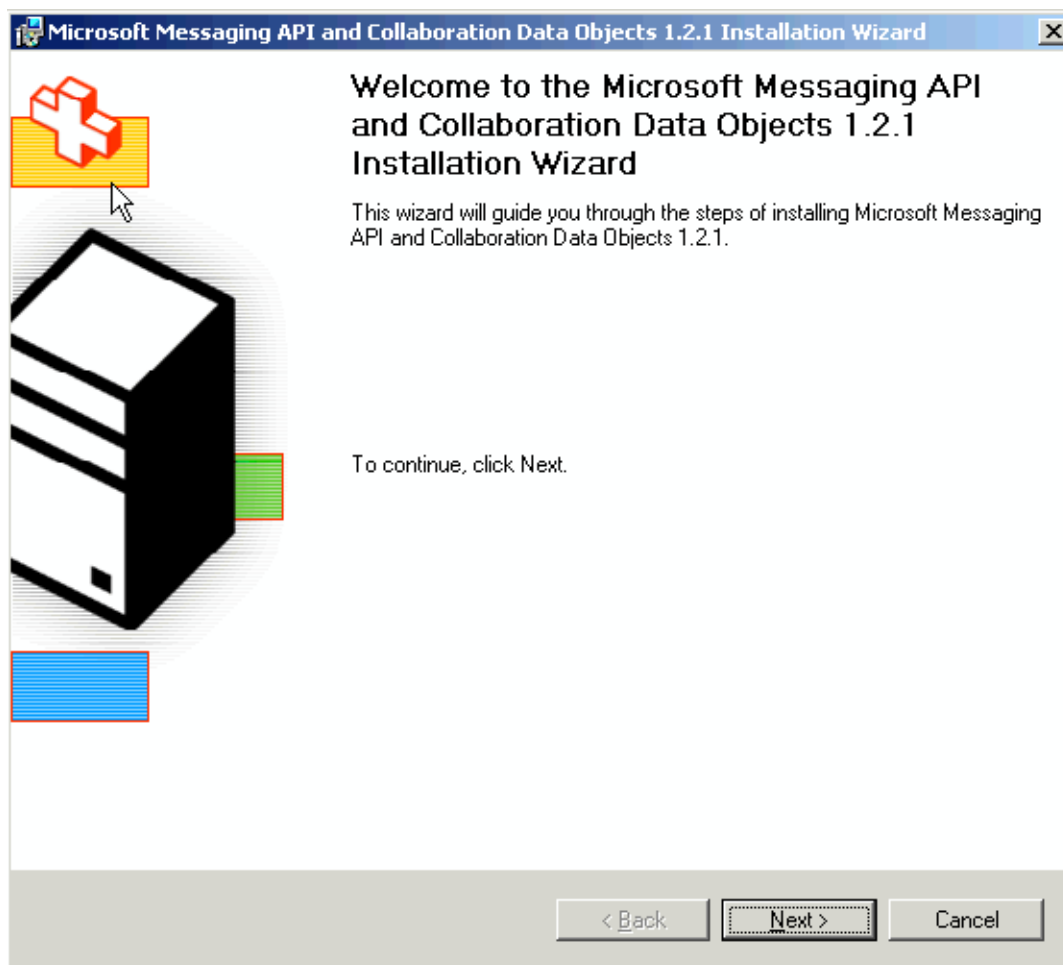 Microsoft Messaging API and Collaboration Data Objects 1.2.1 Installation Wizard
Welcome to the Microsoft Messaging API
and Collaboration Data Objects 1.2.1
Installation Wizard
This wizard will guide you through the steps of installing Microsoft Messaging
API and Collaboration Data Objects 1.2.1.
To continue, click Next.
< Back Next > Cancel